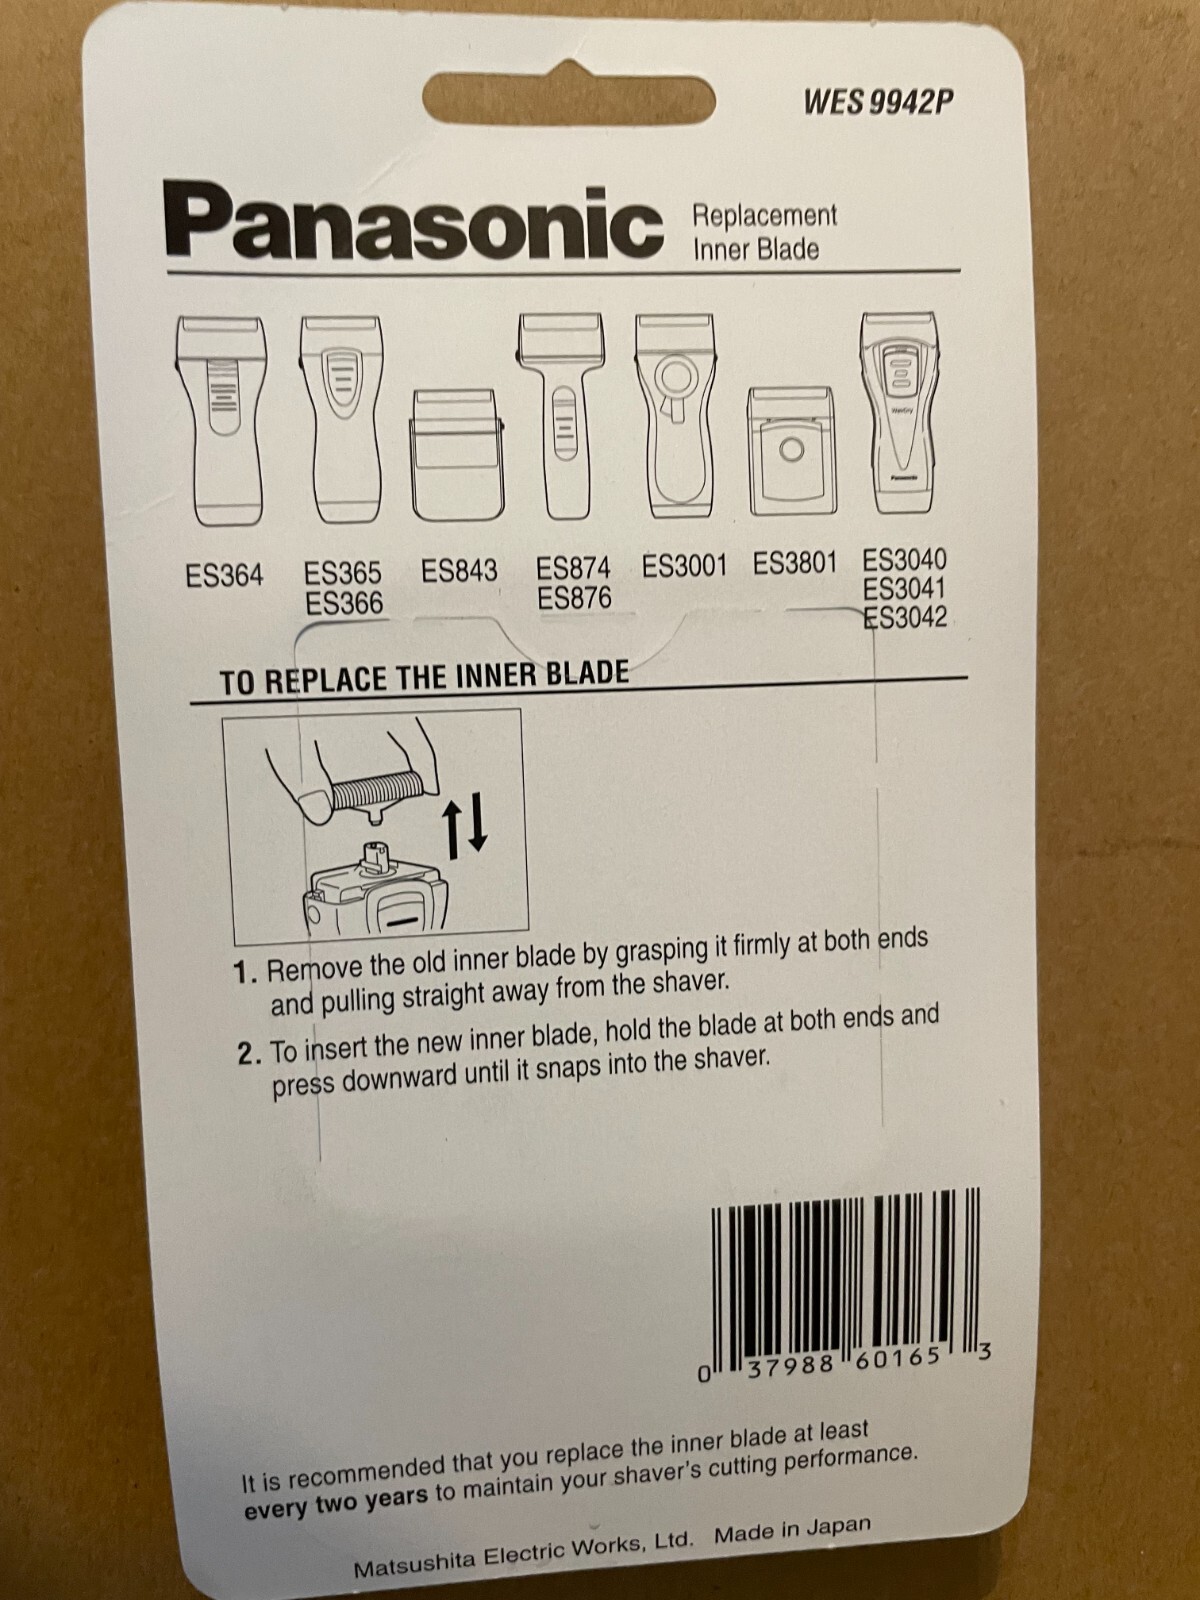 WES 9942P
Panasonic
Replacement
Inner Blade
Wet/Dry
Panasonic
ES364
ES365
ES366
ES843
ES874
ES876
ES3001
ES3801
ES3040
ES3041
ES3042
TO REPLACE THE INNER BLADE
1. Remove the old inner blade by grasping it firmly at both ends
and pulling straight away from the shaver.
2. To insert the new inner blade, hold the blade at both ends and
press downward until it snaps into the shaver.
0 37988 60165 3
It is recommended that you replace the inner blade at least
every two years to maintain your shaver's cutting performance.
Matsushita Electric Works, Ltd. Made in Japan